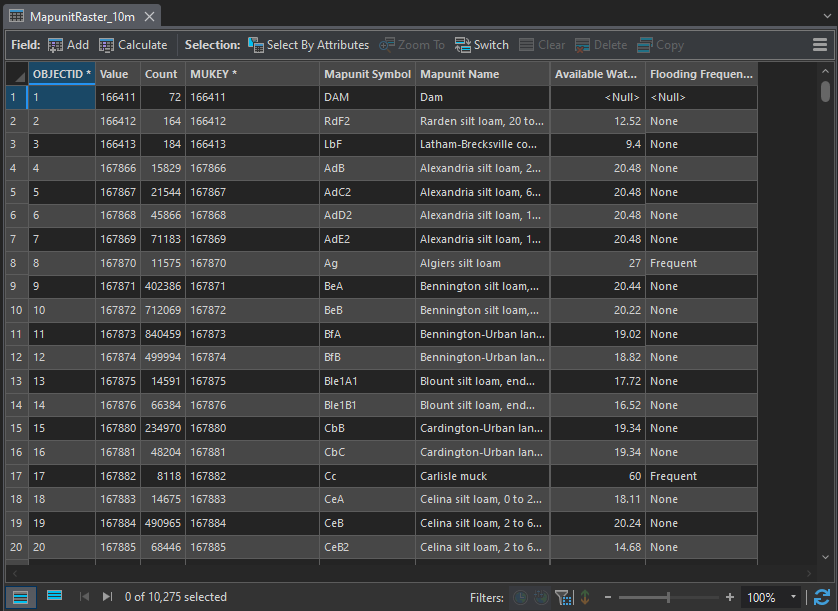 MapunitRaster_10m
Field: Add Calculate Selection: Select By Attributes Zoom To Switch Clear Delete Copy
OBJECTID * Value Count MUKEY * Mapunit Symbol Mapunit Name Available Wat... Flooding Frequen...
1 1 166411 72 166411 DAM Dam <Null> <Null>
2 2 166412 164 166412 RdF2 Rarden silt loam, 20 to... 12.52 None
3 3 166413 184 166413 LbF Latham-Brecksville co... 9.4 None
4 4 167866 15829 167866 AdB Alexandria silt loam, 2... 20.48 None
5 5 167867 21544 167867 AdC2 Alexandria silt loam, 6... 20.48 None
6 6 167868 45866 167868 AdD2 Alexandria silt loam, 1... 20.48 None
7 7 167869 71183 167869 AdE2 Alexandria silt loam, 1... 20.48 None
8 8 167870 11575 167870 Ag Algiers silt loam 27 Frequent
9 9 167871 402386 167871 BeA Bennington silt loam,... 20.44 None
10 10 167872 712069 167872 BeB Bennington silt loam,... 20.22 None
11 11 167873 840459 167873 BfA Bennington-Urban lan... 19.02 None
12 12 167874 499994 167874 BfB Bennington-Urban lan... 18.82 None
13 13 167875 14591 167875 Ble1A1 Blount silt loam, end... 17.72 None
14 14 167876 66384 167876 Ble1B1 Blount silt loam, end... 16.52 None
15 15 167880 234970 167880 CbB Cardington-Urban lan... 19.34 None
16 16 167881 48204 167881 CbC Cardington-Urban lan... 19.34 None
17 17 167882 8118 167882 Cc Carlisle muck 60 Frequent
18 18 167883 14675 167883 CeA Celina silt loam, 0 to 2... 18.11 None
19 19 167884 490965 167884 CeB Celina silt loam, 2 to 6... 20.24 None
20 20 167885 68446 167885 CeB2 Celina silt loam, 2 to 6... 14.68 None
0 of 10,275 selected Filters: 100%